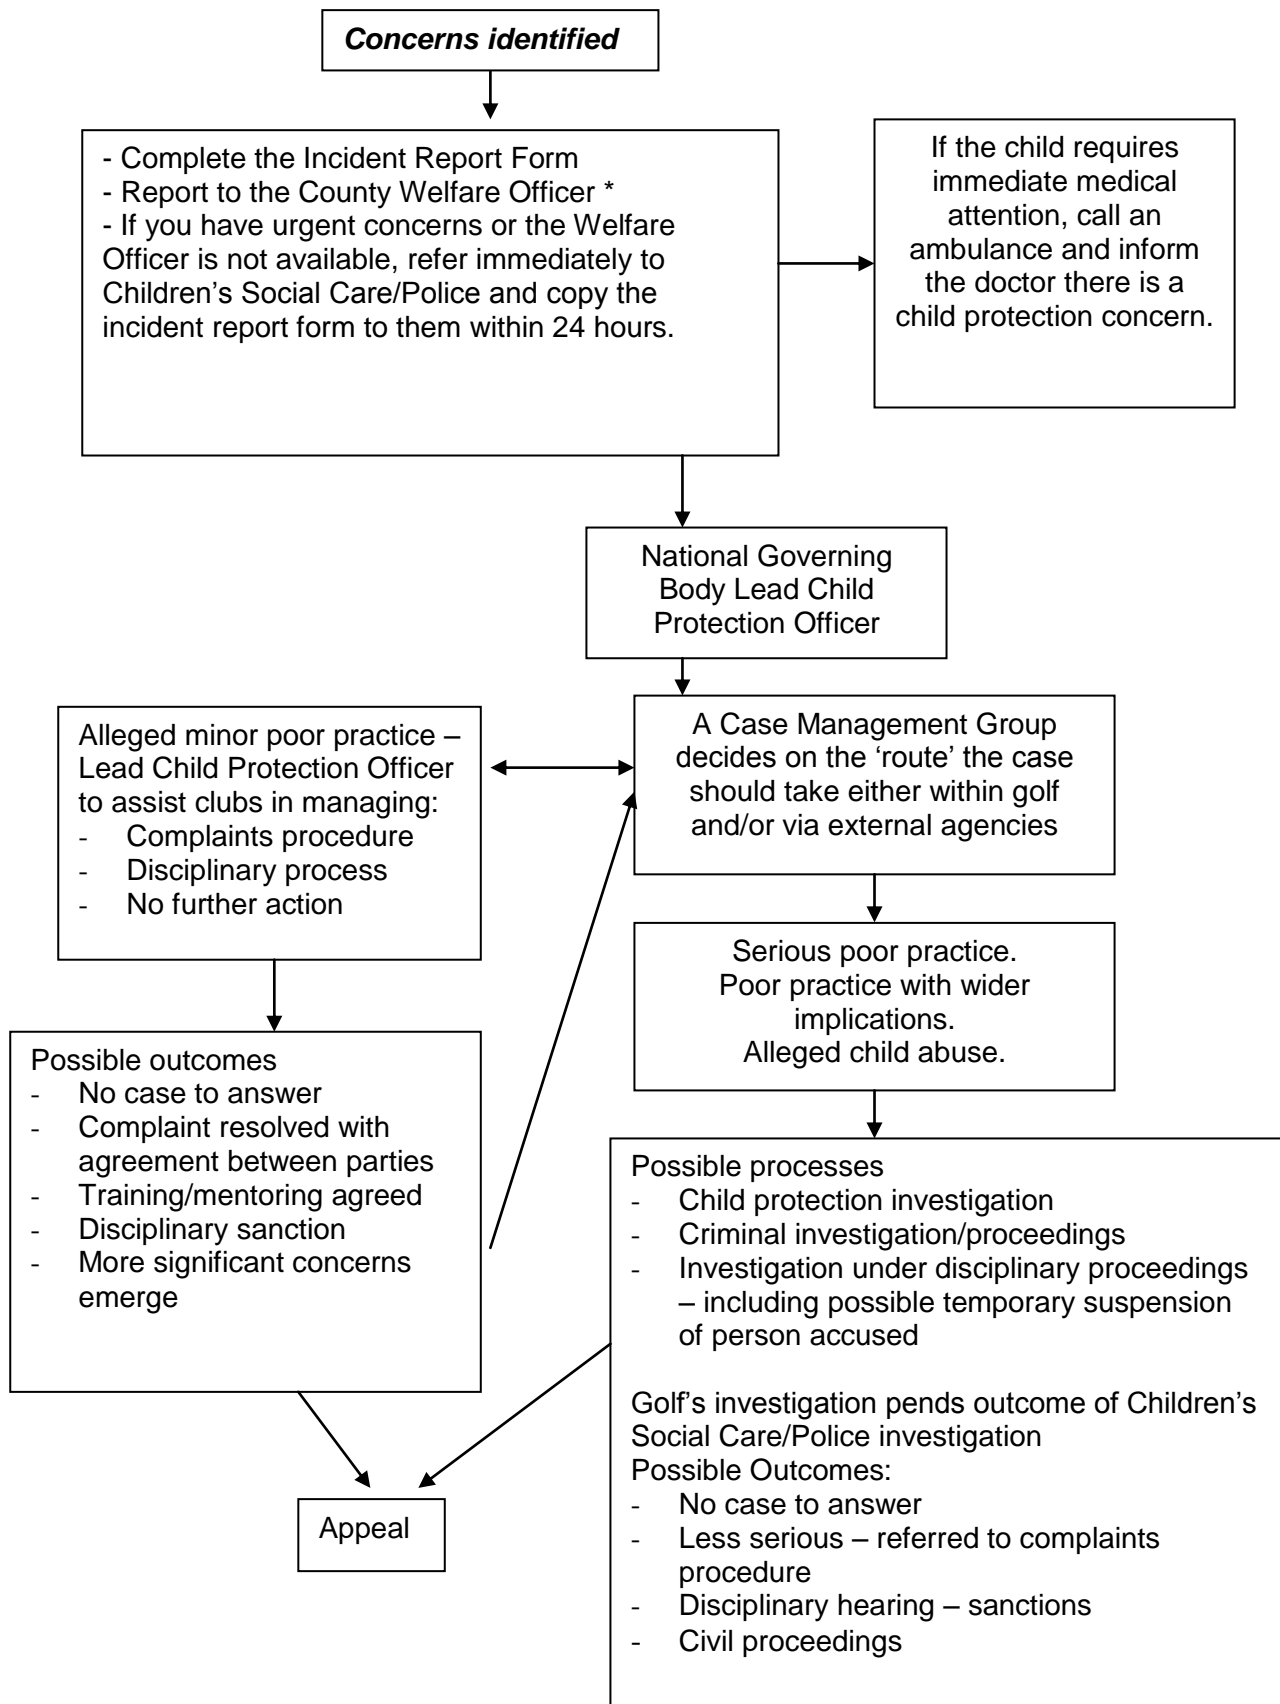 Concerns identified
- Complete the Incident Report Form
- Report to the County Welfare Officer *
- If you have urgent concerns or the Welfare
Officer is not available, refer immediately to
Children’s Social Care/Police and copy the
incident report form to them within 24 hours.
If the child requires
immediate medical
attention, call an
ambulance and inform
the doctor there is a
child protection concern.
National Governing
Body Lead Child
Protection Officer
Alleged minor poor practice –
Lead Child Protection Officer
to assist clubs in managing:
- Complaints procedure
- Disciplinary process
- No further action
A Case Management Group
decides on the ‘route’ the case
should take either within golf
and/or via external agencies
Serious poor practice.
Poor practice with wider
implications.
Alleged child abuse.
Possible outcomes
- No case to answer
- Complaint resolved with
agreement between parties
- Training/mentoring agreed
- Disciplinary sanction
- More significant concerns
emerge
Possible processes
- Child protection investigation
- Criminal investigation/proceedings
- Investigation under disciplinary proceedings
– including possible temporary suspension
of person accused
Golf’s investigation pends outcome of Children’s
Social Care/Police investigation
Possible Outcomes:
- No case to answer
- Less serious – referred to complaints
procedure
- Disciplinary hearing – sanctions
- Civil proceedings
Appeal